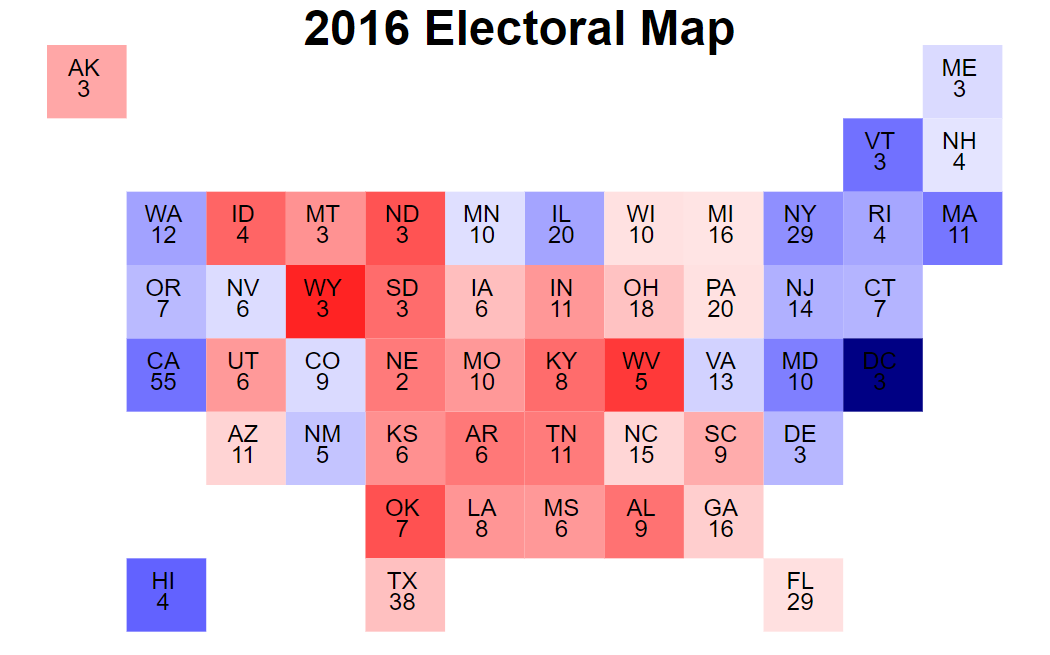 2016 Electoral Map
AK
3
ME
3
VT
3
NH
4
WA
12
ID
4
MT
3
ND
3
MN
10
IL
20
WI
10
MI
16
NY
29
RI
4
MA
11
OR
7
NV
6
WY
3
SD
3
IA
6
IN
11
OH
18
PA
20
NJ
14
CT
7
CA
55
UT
6
CO
9
NE
2
MO
10
KY
8
WV
5
VA
13
MD
10
DC
3
AZ
11
NM
5
KS
6
AR
6
TN
11
NC
15
SC
9
DE
3
OK
7
LA
8
MS
6
AL
9
GA
16
HI
4
TX
38
FL
29